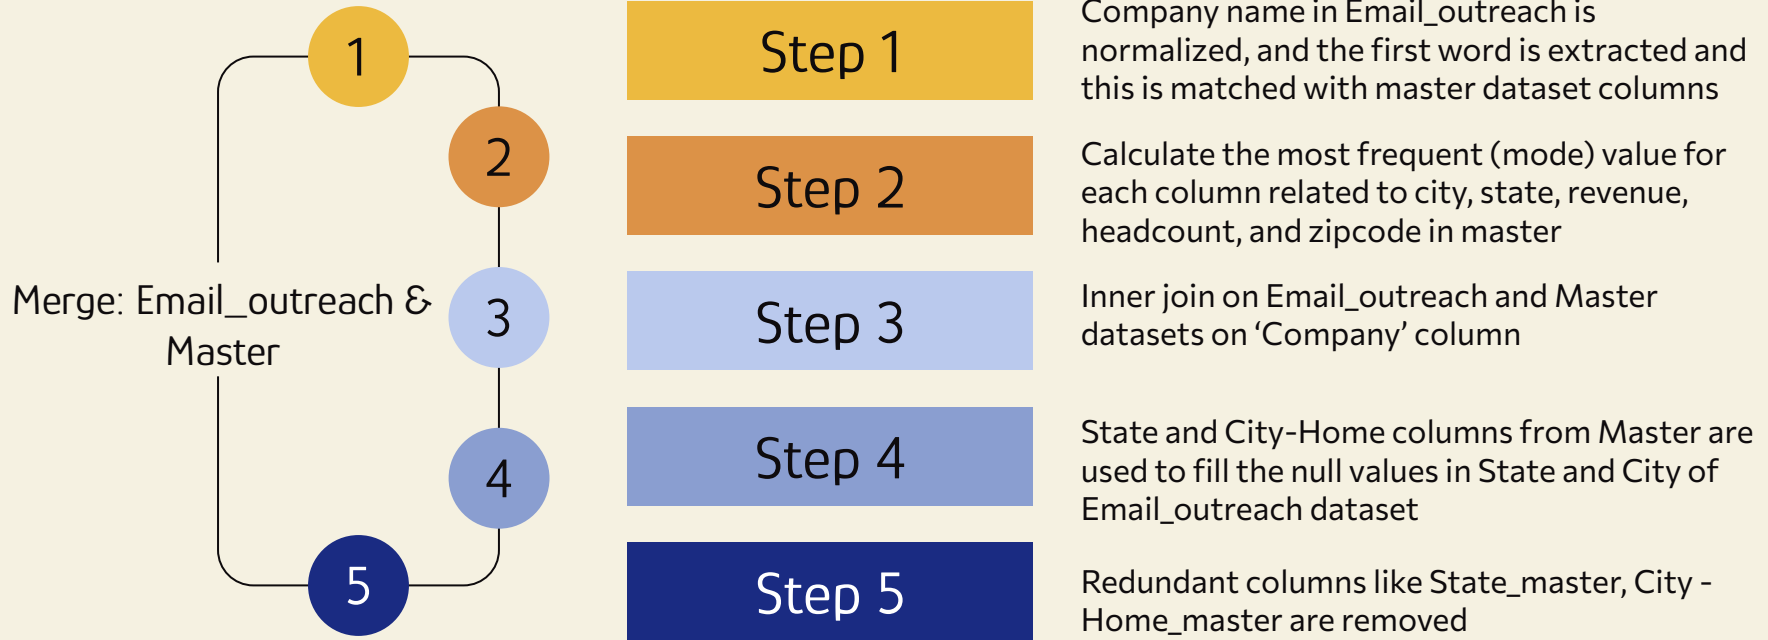 Merge: Email_outreach &
Master
1
2
3
4
5
Step 1
Company name in Email_outreach is
normalized, and the first word is extracted and
this is matched with master dataset columns
Step 2
Calculate the most frequent (mode) value for
each column related to city, state, revenue,
headcount, and zipcode in master
Step 3
Inner join on Email_outreach and Master
datasets on ‘Company’ column
Step 4
State and City-Home columns from Master are
used to fill the null values in State and City of
Email_outreach dataset
Step 5
Redundant columns like State_master, City -
Home_master are removed